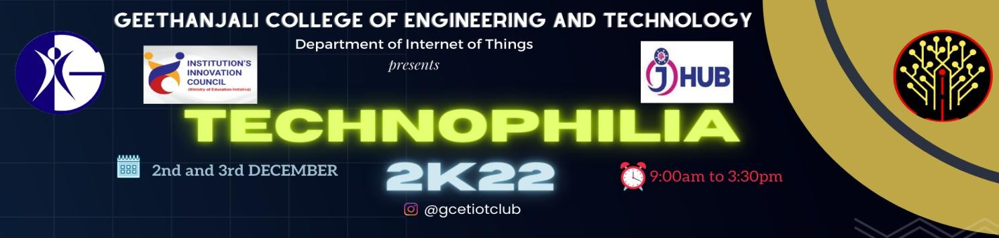 GEETHANJALI COLLEGE OF ENGINEERING AND TECHNOLOGY
Department of Internet of Things
presents
INSTITUTION'S
INNOVATION
COUNCIL
(Ministry of Education Initiative)
JHUB
TECHNOPHILIA
2nd and 3rd DECEMBER
2K22
9:00am to 3:30pm
@gcetiotclub